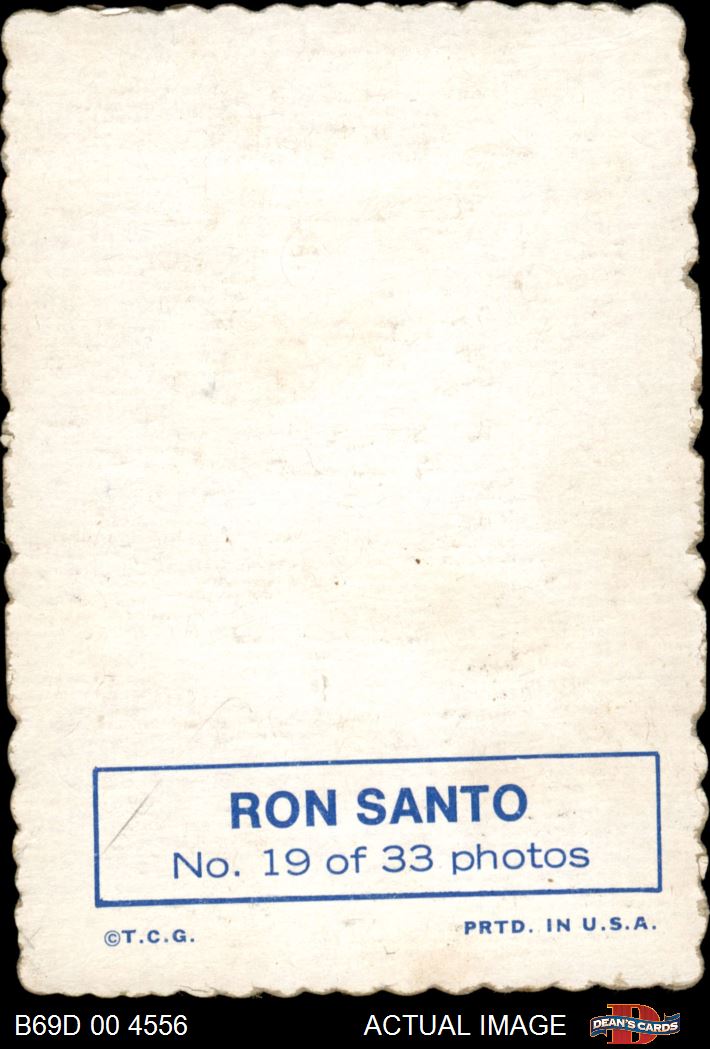 RON SANTO
No. 19 of 33 photos
©T.C.G.
PRTD. IN U.S.A.
B69D 00 4556
ACTUAL IMAGE
D
DEAN'S CARDS